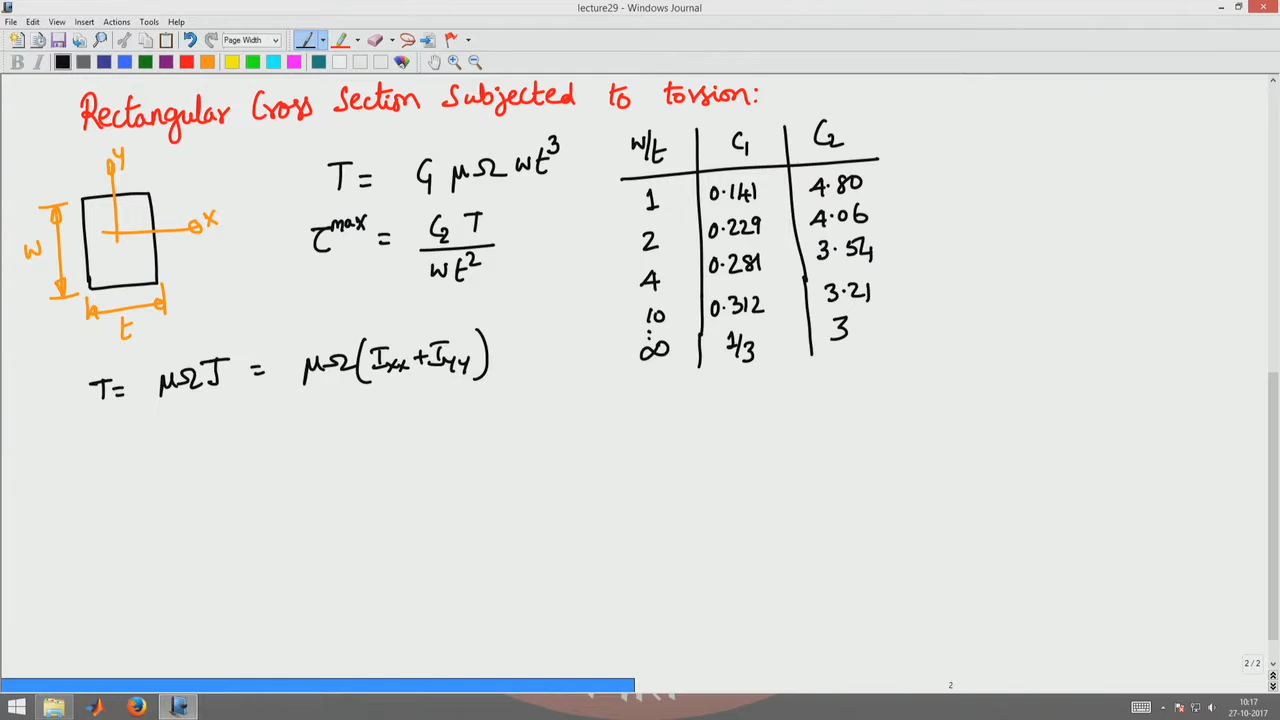 lecture29 - Windows Journal
File Edit View Insert Actions Tools Help
Page Width
Rectangular Cross Section Subjected to torsion:
y
x
w
t
T = C1 μΩ wt³
τ^max = C2 T / wt²
w/t C1 C2
1 0.141 4.80
2 0.229 4.06
4 0.281 3.54
10 0.312 3.21
⋮
∞ 1/3 3
T = μΩJ = μΩ(Ixx + Iyy)
2/2
2
10:17
27-10-2017